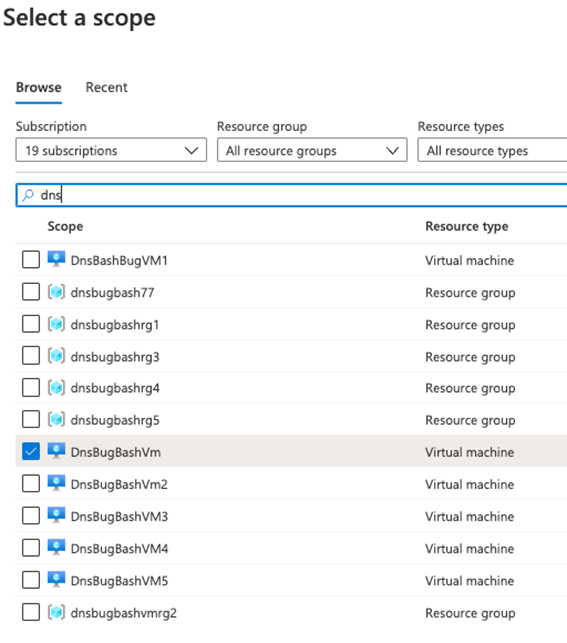 Select a scope
Browse Recent
Subscription Resource group Resource types
19 subscriptions All resource groups All resource types
dns
Scope Resource type
DnsBashBugVM1 Virtual machine
dnsbugbash77 Resource group
dnsbugbashrg1 Resource group
dnsbugbashrg3 Resource group
dnsbugbashrg4 Resource group
dnsbugbashrg5 Resource group
DnsBugBashVm Virtual machine
DnsBugBashVm2 Virtual machine
DnsBugBashVM3 Virtual machine
DnsBugBashVM4 Virtual machine
DnsBugBashVM5 Virtual machine
dnsbugbashvmrg2 Resource group